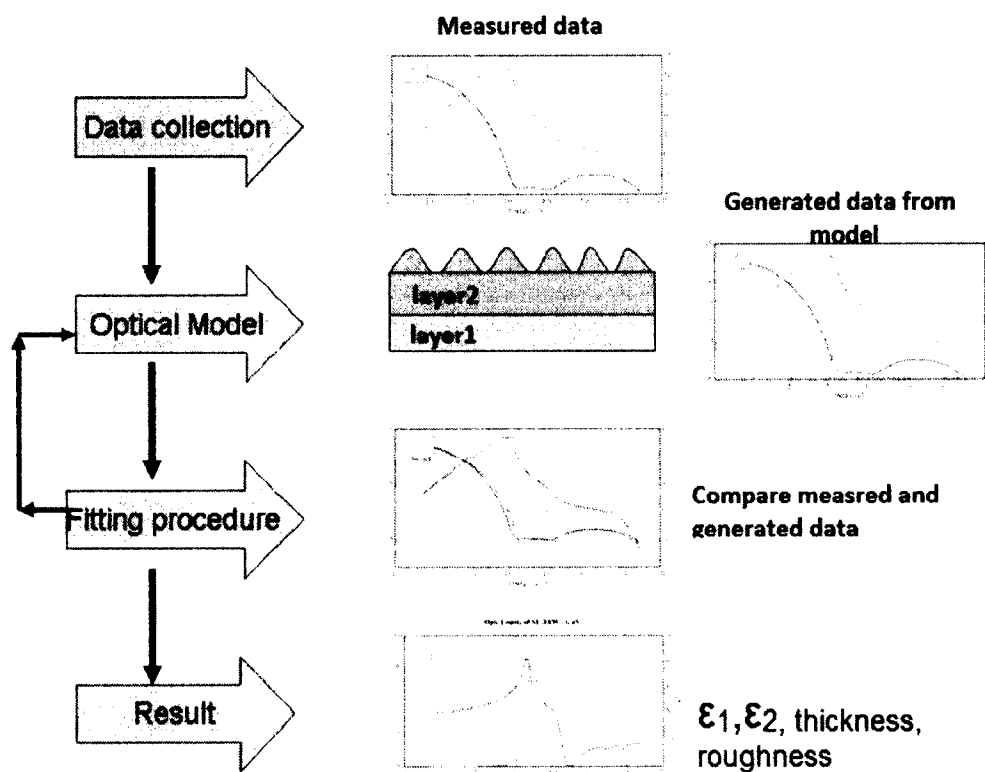 Measured data
Data collection
Generated data from
model
layer2
layer1
Optical Model
Fitting procedure
Compare measred and
generated data
Result
ε1,ε2, thickness,
roughness